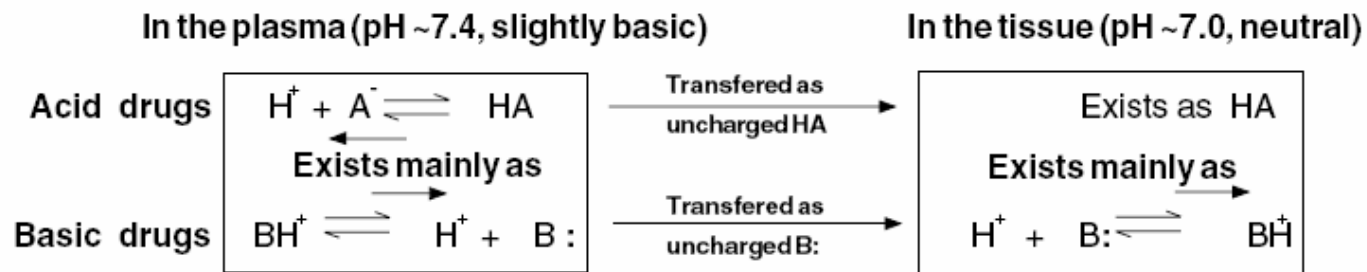 In the plasma (pH ~7.4, slightly basic) In the tissue (pH ~7.0, neutral)
Acid drugs H⁺ + A⁻ ⇌ HA Transfered as uncharged HA Exists as HA
Exists mainly as Exists mainly as
Basic drugs BH⁺ ⇌ H⁺ + B : Transfered as uncharged B: H⁺ + B: ⇌ BH⁺